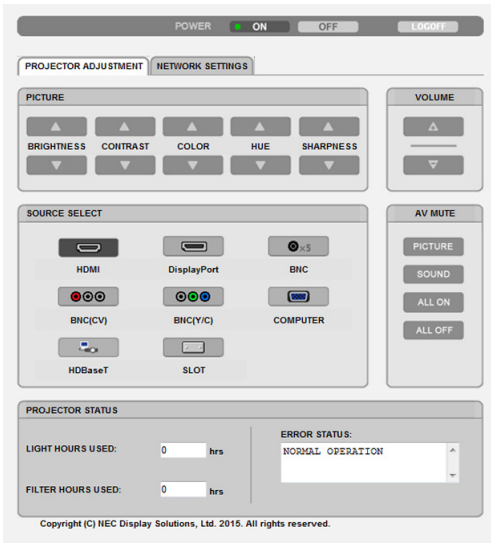 POWER ON OFF LOGOFF
PROJECTOR ADJUSTMENT NETWORK SETTINGS
PICTURE
BRIGHTNESS CONTRAST COLOR HUE SHARPNESS
VOLUME
SOURCE SELECT
HDMI DisplayPort ×5 BNC
BNC(CV) BNC(Y/C) COMPUTER
HDBaseT SLOT
AV MUTE
PICTURE
SOUND
ALL ON
ALL OFF
PROJECTOR STATUS
LIGHT HOURS USED: 0 hrs
FILTER HOURS USED: 0 hrs
ERROR STATUS:
NORMAL OPERATION
Copyright (C) NEC Display Solutions, Ltd. 2015. All rights reserved.